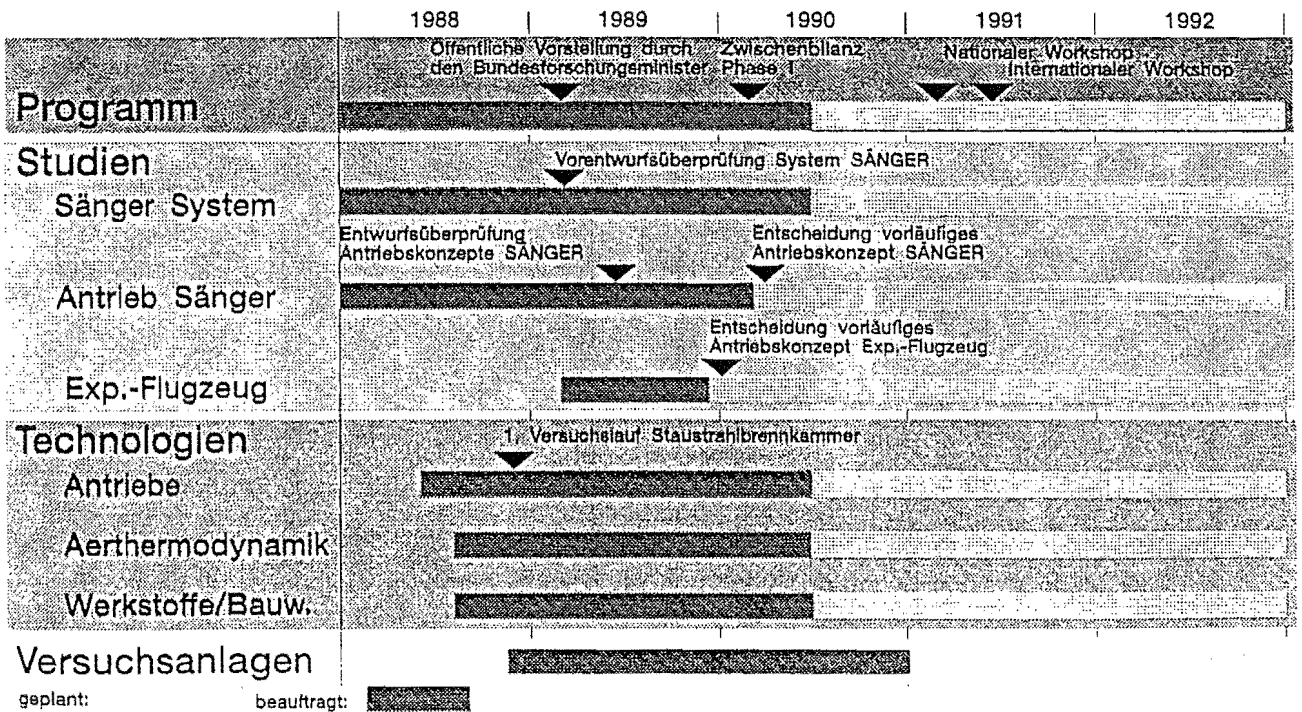 1988 1989 1990 1991 1992
Öffentliche Vorstellung durch
den Bundesforschungsminister
Zwischenbilanz
Phase I
Nationaler Workshop
Internationaler Workshop
Programm
Studien
Vorentwurfsüberprüfung System SÄNGER
Sänger System
Entwurfsüberprüfung
Antriebskonzepte SÄNGER
Entscheidung vorläufiges
Antriebskonzept SÄNGER
Antrieb Sänger
Entscheidung vorläufiges
Antriebskonzept Exp.-Flugzeug
Exp.-Flugzeug
Technologien
1. Versuchslauf Staustrahlbrennkammer
Antriebe
Aerthermodynamik
Werkstoffe/Bauw.
Versuchsanlagen
geplant: beauftragt: